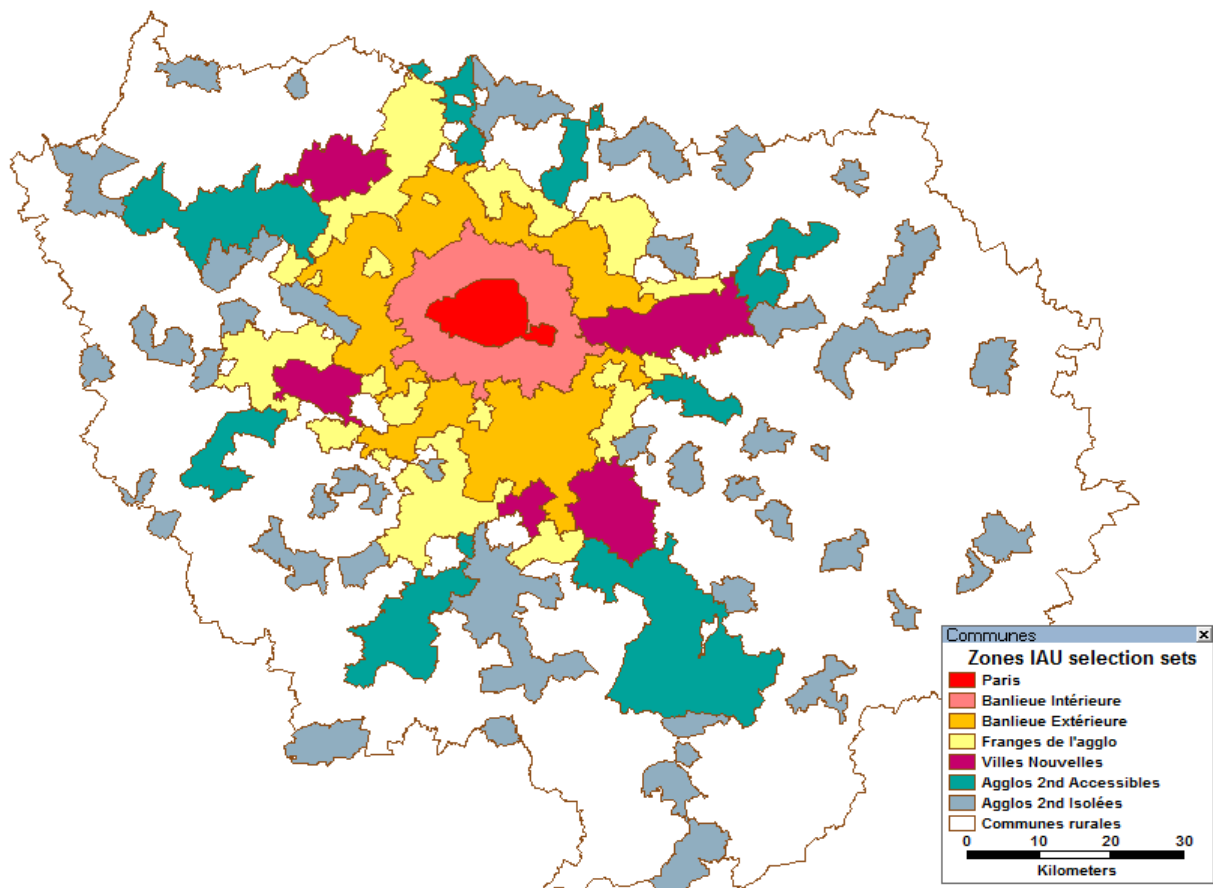 Communes
Zones IAU selection sets
Paris
Banlieue Intérieure
Banlieue Extérieure
Franges de l'agglo
Villes Nouvelles
Agglos 2nd Accessibles
Agglos 2nd Isolées
Communes rurales
0 10 20 30
Kilometers